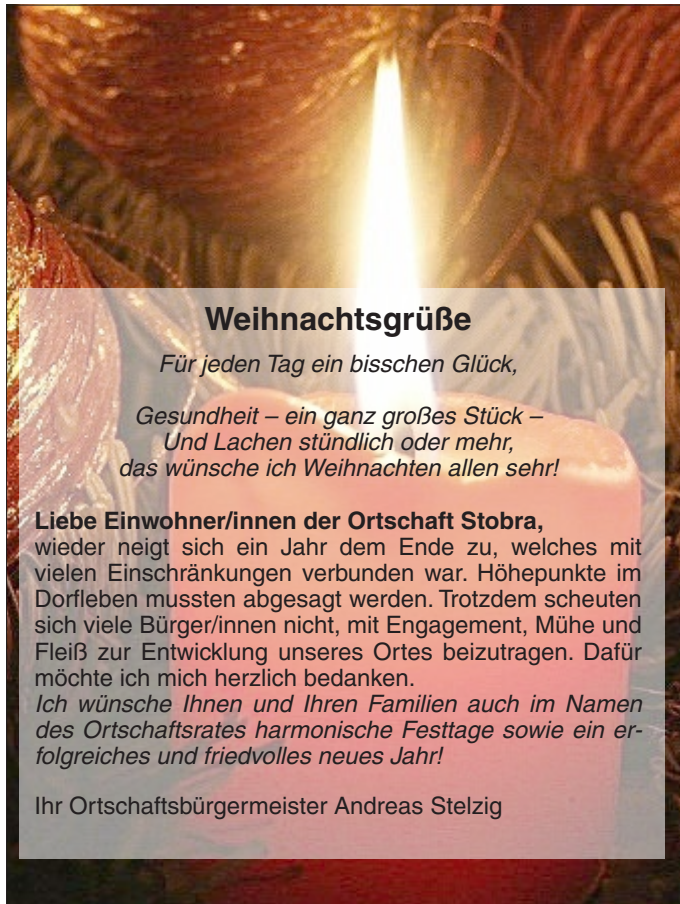 Weihnachtsgrüße
Für jeden Tag ein bisschen Glück,
Gesundheit – ein ganz großes Stück –
Und Lachen stündlich oder mehr,
das wünsche ich Weihnachten allen sehr!
Liebe Einwohner/innen der Ortschaft Stobra,
wieder neigt sich ein Jahr dem Ende zu, welches mit
vielen Einschränkungen verbunden war. Höhepunkte im
Dorfleben mussten abgesagt werden. Trotzdem scheuten
sich viele Bürger/innen nicht, mit Engagement, Mühe und
Fleiß zur Entwicklung unseres Ortes beizutragen. Dafür
möchte ich mich herzlich bedanken.
Ich wünsche Ihnen und Ihren Familien auch im Namen
des Ortschaftsrates harmonische Festtage sowie ein er-
folgreiches und friedvolles neues Jahr!
Ihr Ortschaftsbürgermeister Andreas Stelzig